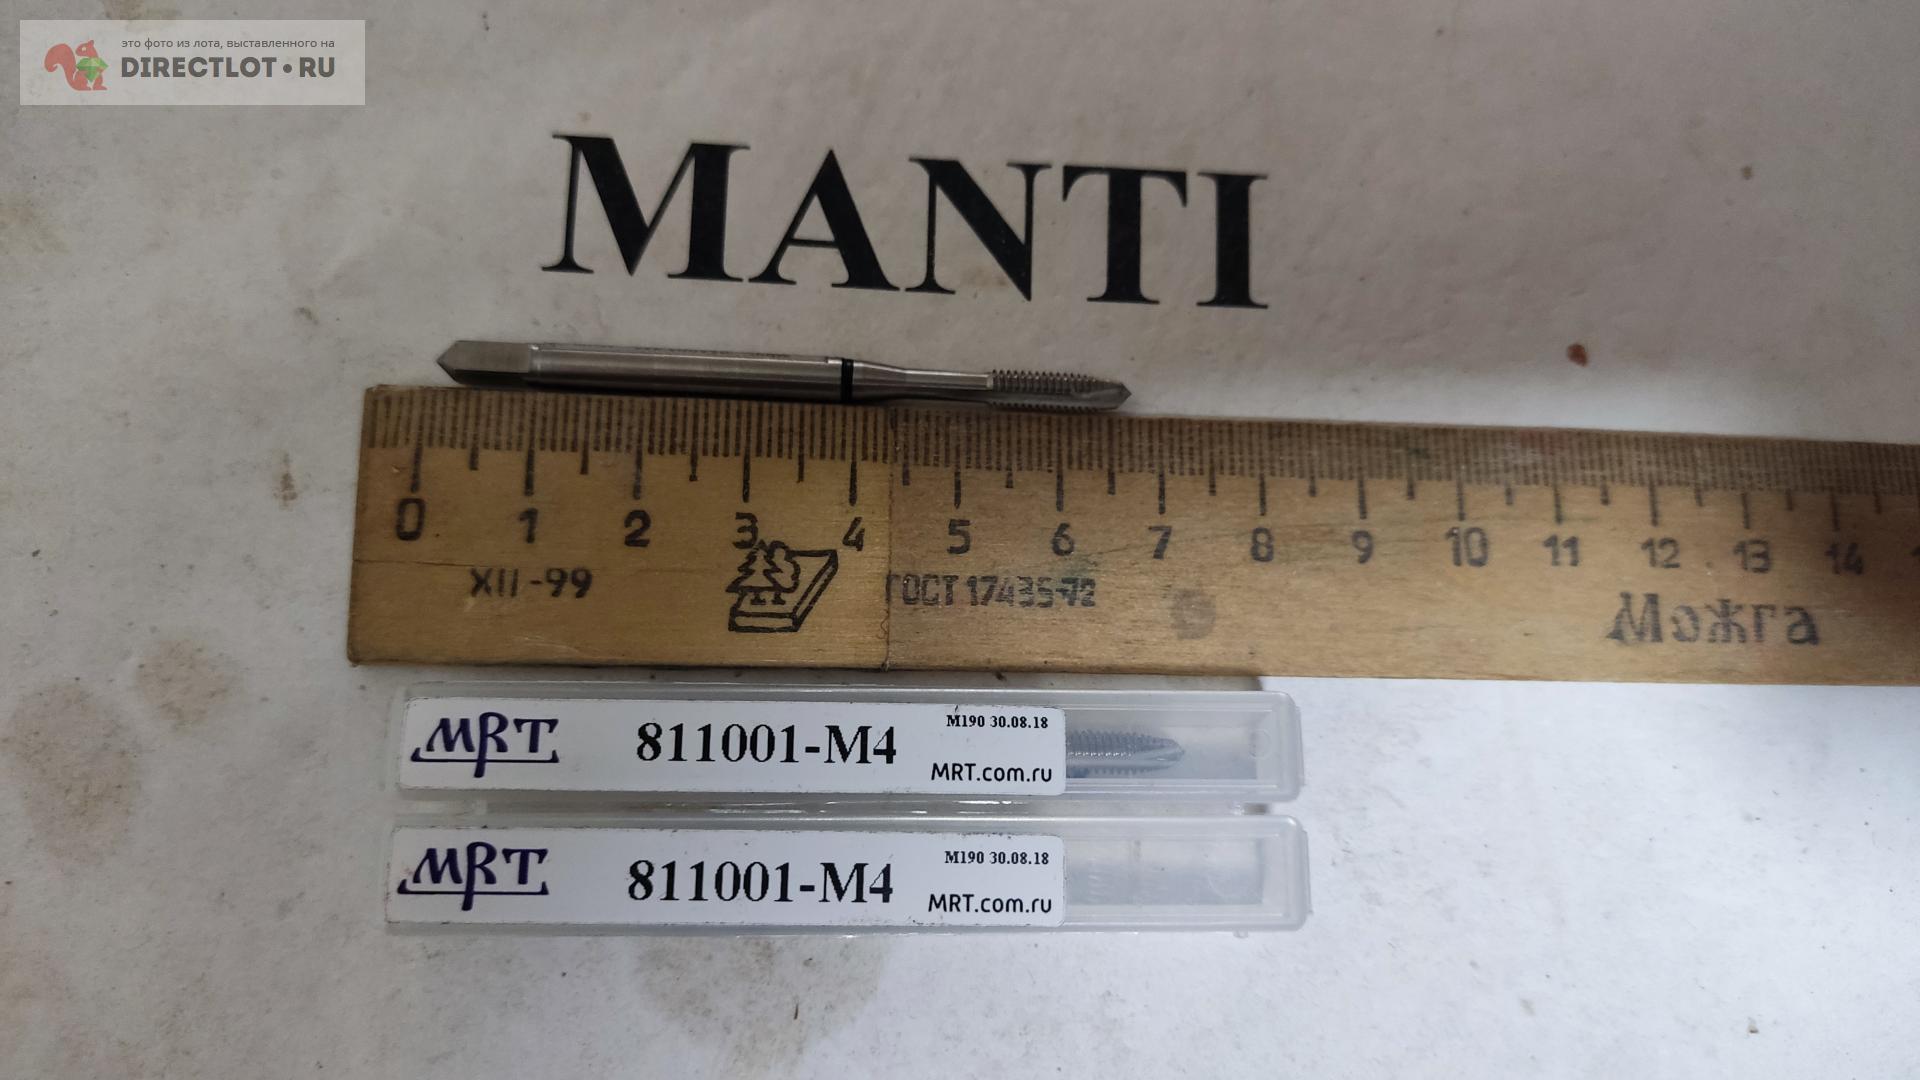 это фото из лота, выставленного на
DIRECTLOT•RU
MANTI
0 1 2 3 4 5 6 7 8 9 10 11 12 13 14
XII-99
ГОСТ 17435-72
Можга
MRT
811001-M4
M190 30.08.18
MRT.com.ru
MRT
811001-M4
M190 30.08.18
MRT.com.ru